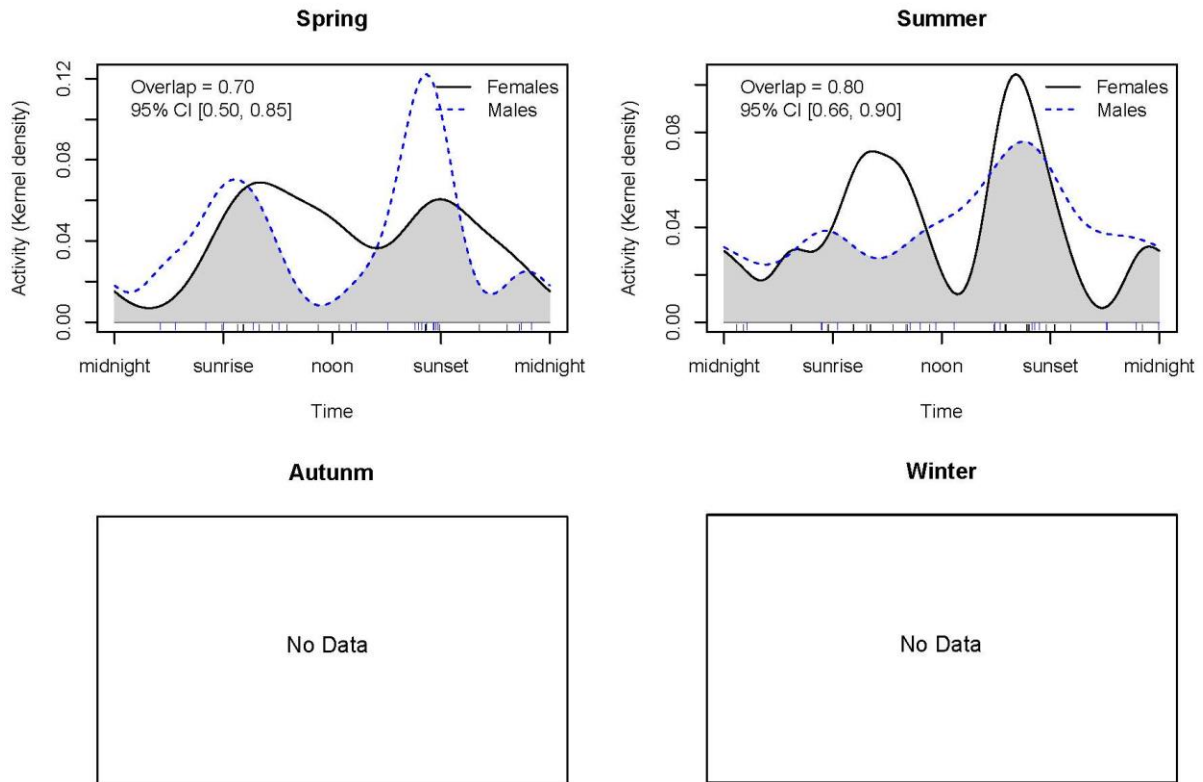 Spring
Overlap = 0.70
95% CI [0.50, 0.85]
Females
Males
Activity (Kernel density)
0.12
0.08
0.04
0.00
midnight sunrise noon sunset midnight
Time
Summer
Overlap = 0.80
95% CI [0.66, 0.90]
Females
Males
Activity (Kernel density)
0.08
0.04
0.00
midnight sunrise noon sunset midnight
Time
Autunm
No Data
Winter
No Data